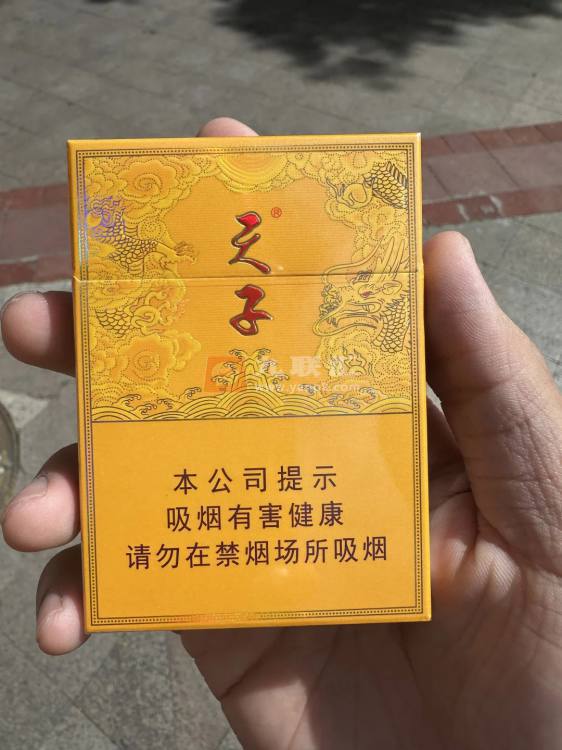 天子®
本公司提示
吸烟有害健康
请勿在禁烟场所吸烟